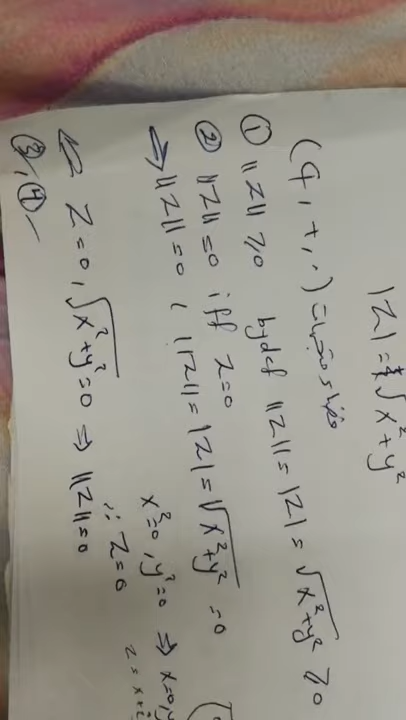 |Z| = √x²+y²
(¢, +, ·) فضاء متجهات
① ||Z|| ≥ 0 by def ||Z|| = |Z| = √x²+y² ≥ 0
② ||Z|| = 0 iff Z=0
⇒ ||Z|| = 0, ||Z|| = |Z| = √x²+y² = 0
x²=0, y²=0 ⇒ x=0, y
∴ Z=0
Z = x+i
⇐ Z=0, √x²+y²=0 ⇒ ||Z||=0
③, ④